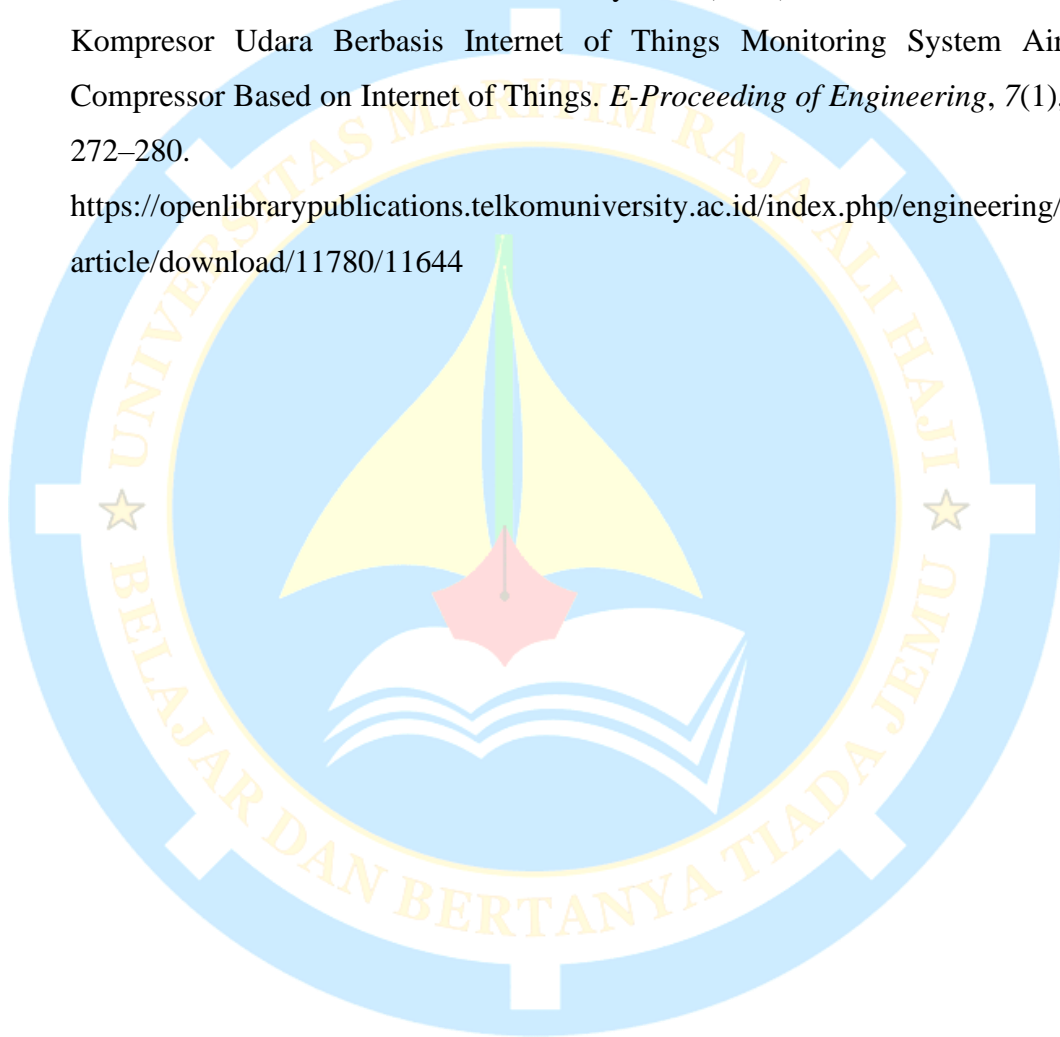 Kompresor Udara Berbasis Internet of Things Monitoring System Air
Compressor Based on Internet of Things. E-Proceeding of Engineering, 7(1),
272–280.
https://openlibrarypublications.telkomuniversity.ac.id/index.php/engineering/
article/download/11780/11644
UNIVERSITAS MARITIM RAJA ALI HAJI
BELAJAR DAN BERTANYA TIADA JEMU